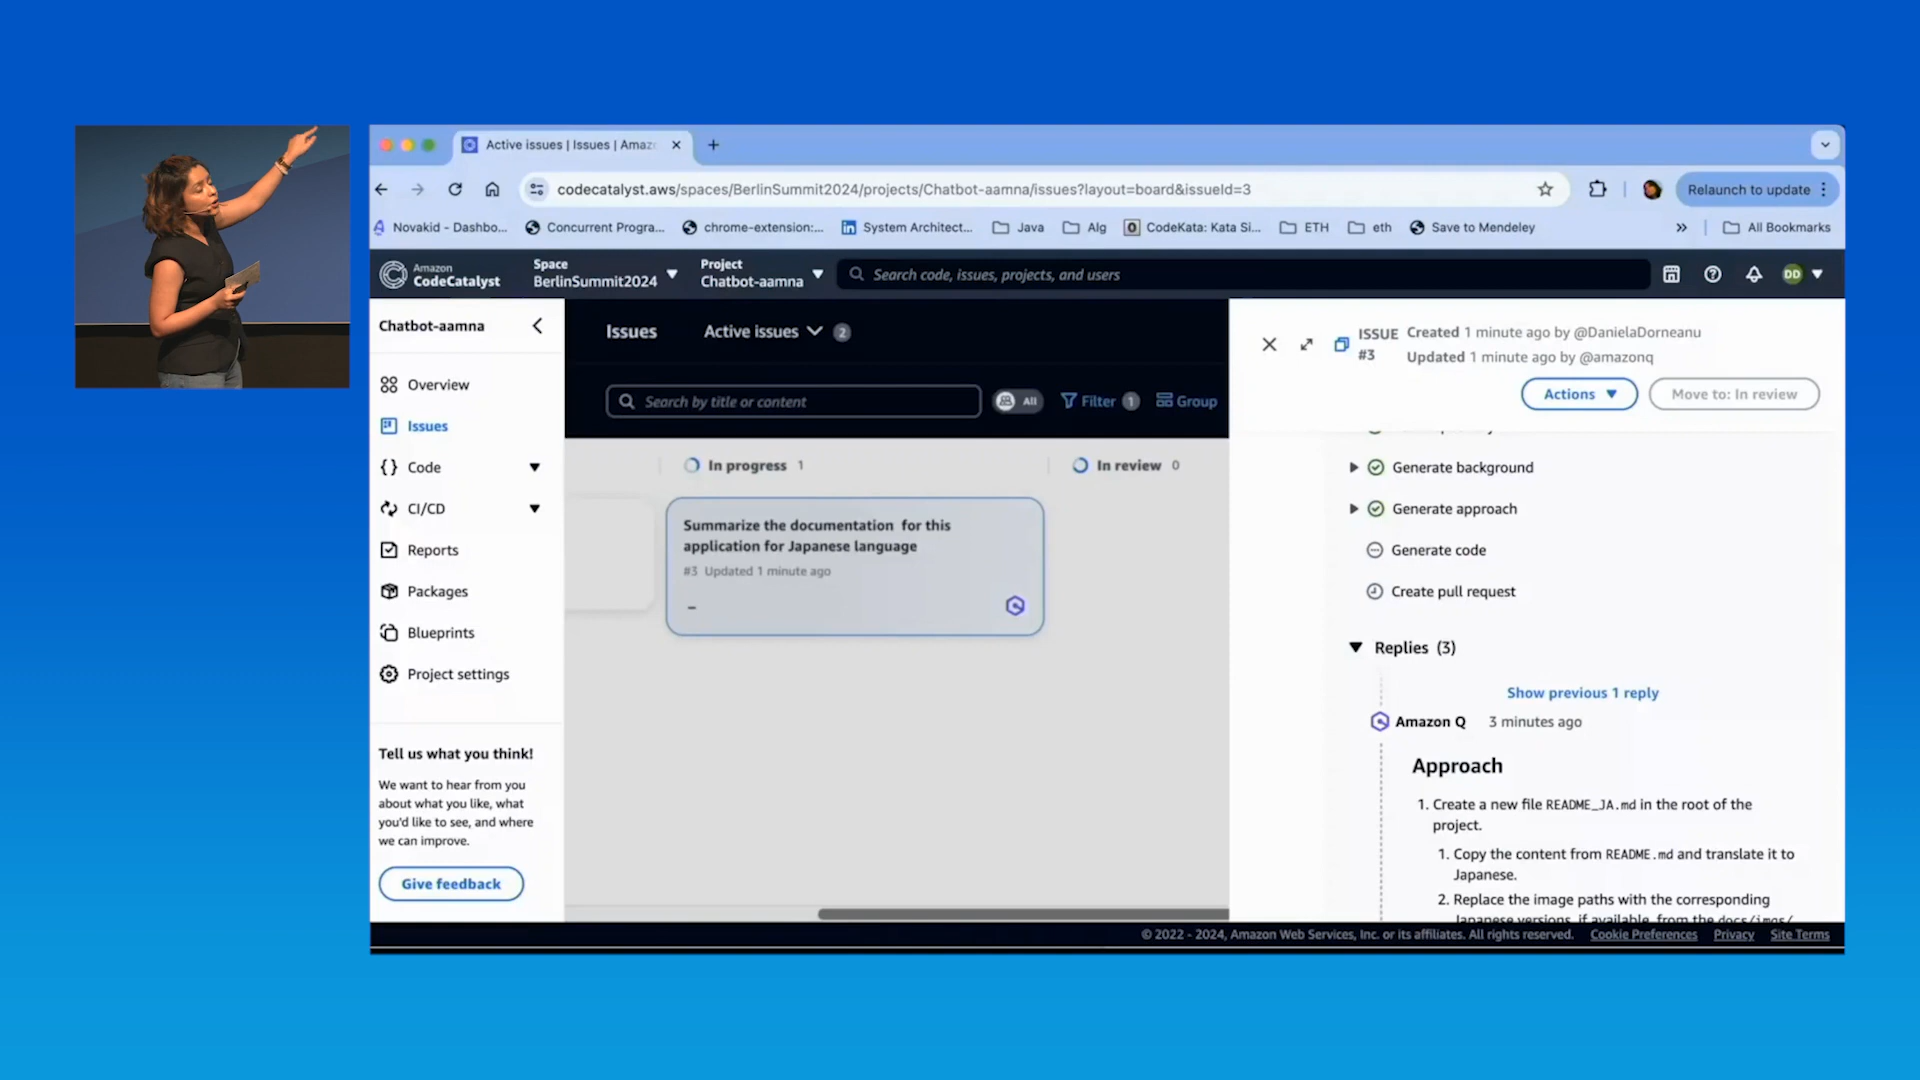 Active issues | Issues | Amaz
codecatalyst.aws/spaces/BerlinSummit2024/projects/Chatbot-aamna/issues?layout=board&issueId=3
Relaunch to update
Novakid - Dashbo...
Concurrent Progra...
chrome-extension:...
System Architect...
Java
Alg
CodeKata: Kata Si...
ETH
eth
Save to Mendeley
»
All Bookmarks
Amazon
CodeCatalyst
Space
BerlinSummit2024
Project
Chatbot-aamna
Search code, issues, projects, and users
DD
Chatbot-aamna
Overview
Issues
Code
CI/CD
Reports
Packages
Blueprints
Project settings
Tell us what you think!
We want to hear from you
about what you like, what
you'd like to see, and where
we can improve.
Give feedback
Issues
Active issues
2
Search by title or content
All
Filter 1
Group
In progress 1
In review 0
Summarize the documentation for this
application for Japanese language
#3 Updated 1 minute ago
–
ISSUE
#3
Created 1 minute ago by @DanielaDorneanu
Updated 1 minute ago by @amazonq
Actions
Move to: In review
Generate background
Generate approach
Generate code
Create pull request
Replies (3)
Show previous 1 reply
Amazon Q 3 minutes ago
Approach
1. Create a new file README_JA.md in the root of the
project.
1. Copy the content from README.md and translate it to
Japanese.
2. Replace the image paths with the corresponding
Japanese versions, if available, from the docs/imgs/
© 2022 - 2024, Amazon Web Services, Inc. or its affiliates. All rights reserved.
Cookie Preferences
Privacy
Site Terms